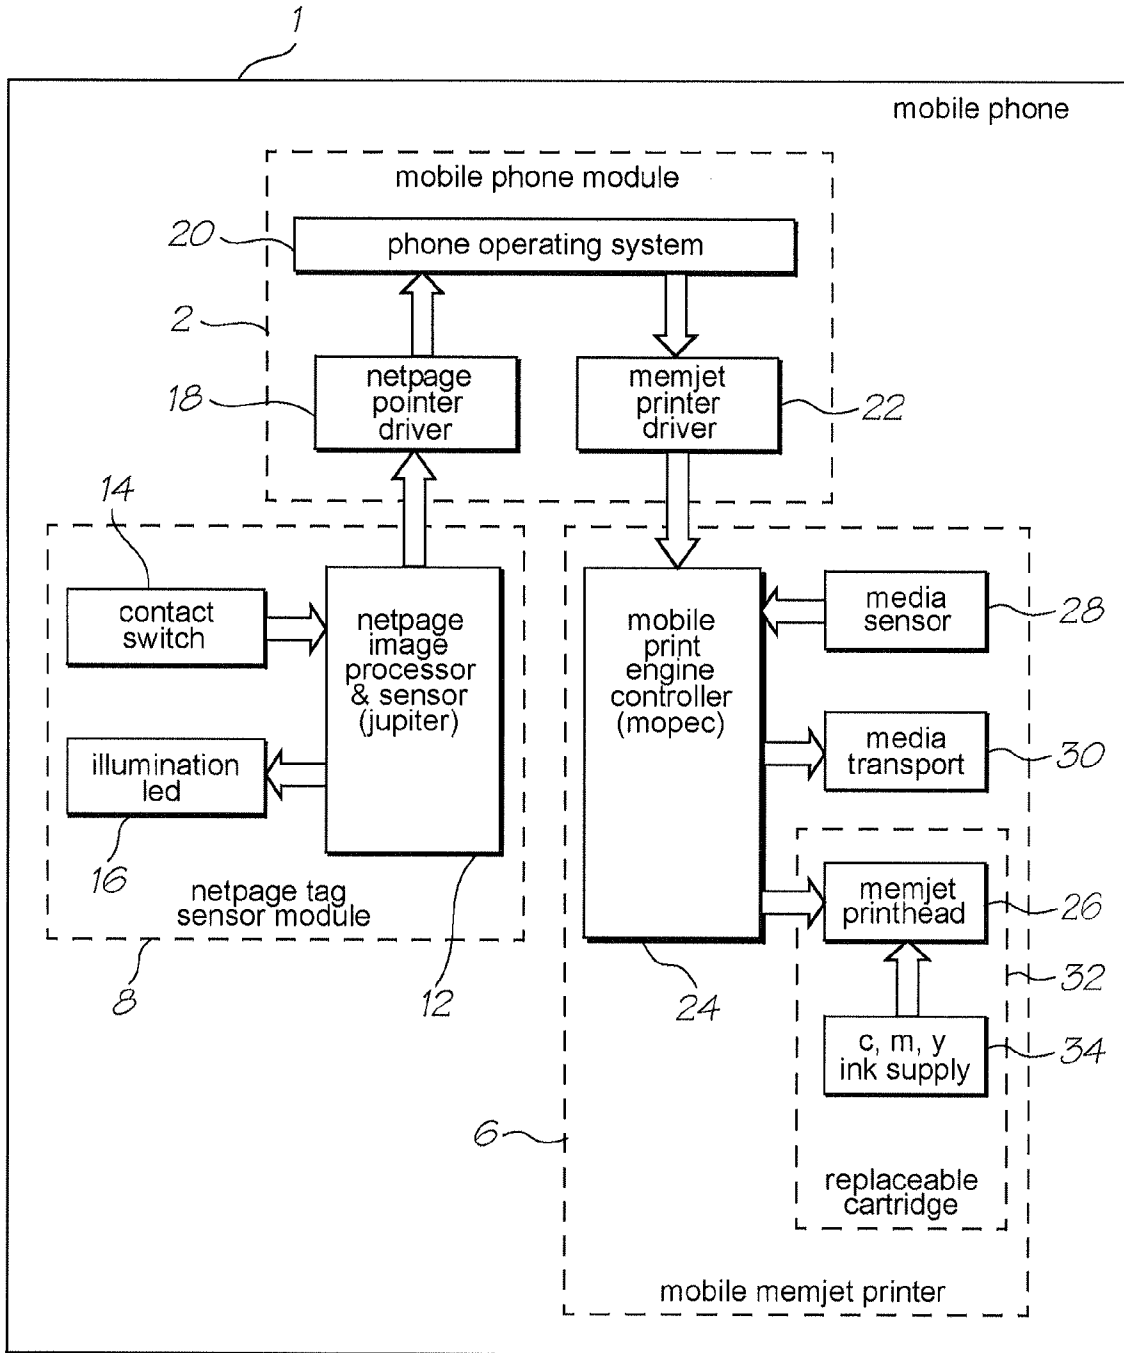 1
mobile phone
mobile phone module
20
phone operating system
2
18
netpage
pointer
driver
memjet
printer
driver
22
14
contact
switch
netpage
image
processor
& sensor
(jupiter)
illumination
led
16
netpage tag
sensor module
8
12
mobile
print
engine
controller
(mopec)
media
sensor
28
media
transport
30
memjet
printhead
26
32
24
c, m, y
ink supply
34
6
replaceable
cartridge
mobile memjet printer